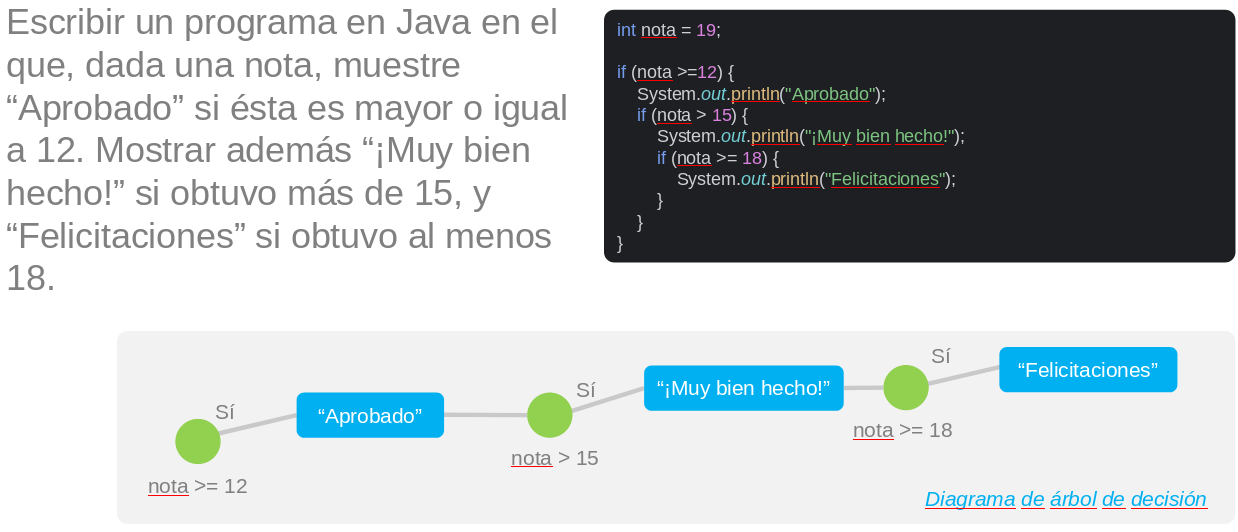 Escribir un programa en Java en el
que, dada una nota, muestre
“Aprobado” si ésta es mayor o igual
a 12. Mostrar además “¡Muy bien
hecho!” si obtuvo más de 15, y
“Felicitaciones” si obtuvo al menos
18.
int nota = 19;
if (nota >=12) {
System.out.println("Aprobado");
if (nota > 15) {
System.out.println("¡Muy bien hecho!");
if (nota >= 18) {
System.out.println("Felicitaciones");
}
}
}
Sí
“Aprobado”
nota >= 12
Sí
“¡Muy bien hecho!”
nota > 15
Sí
“Felicitaciones”
nota >= 18
Diagrama de árbol de decisión